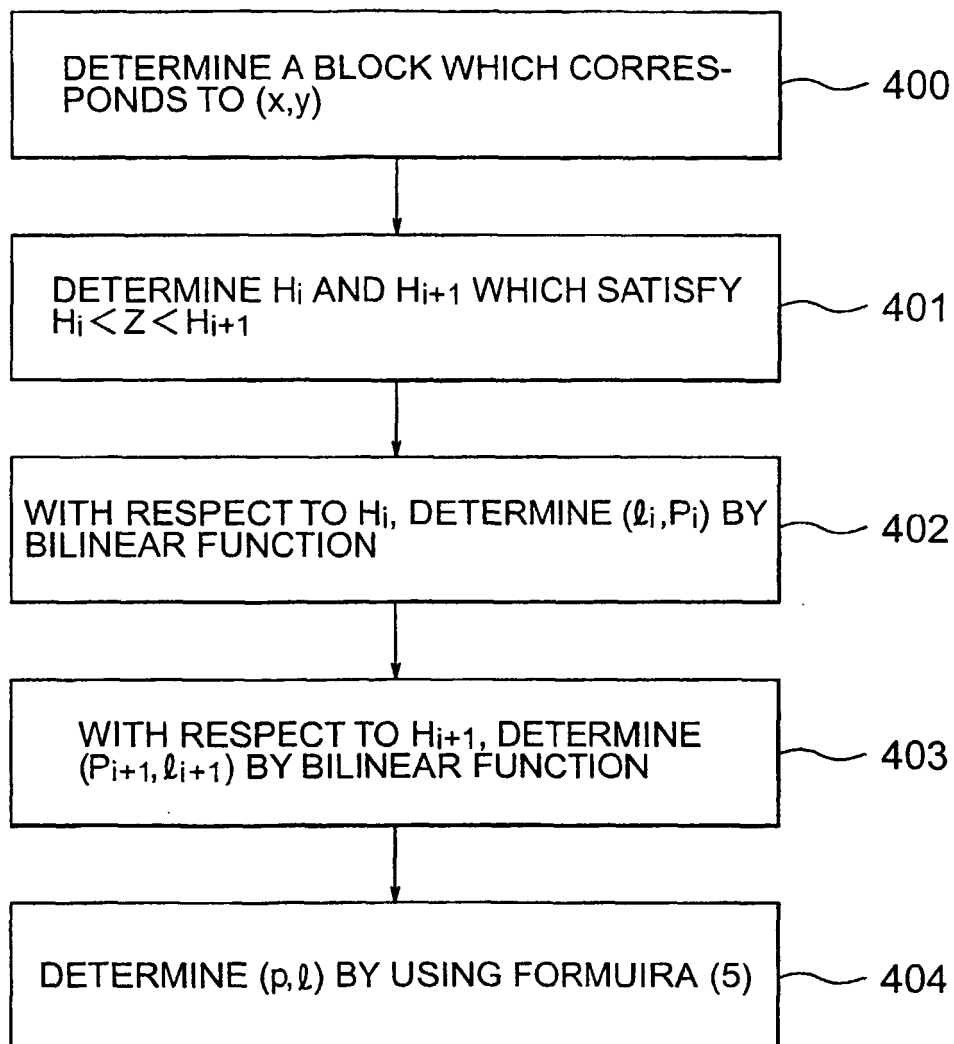 DETERMINE A BLOCK WHICH CORRES-
PONDS TO (x,y)
400
DETERMINE Hi AND Hi+1 WHICH SATISFY
Hi<Z<Hi+1
401
WITH RESPECT TO Hi, DETERMINE (ℓi,Pi) BY
BILINEAR FUNCTION
402
WITH RESPECT TO Hi+1, DETERMINE
(Pi+1,ℓi+1) BY BILINEAR FUNCTION
403
DETERMINE (p,ℓ) BY USING FORMUIRA (5)
404